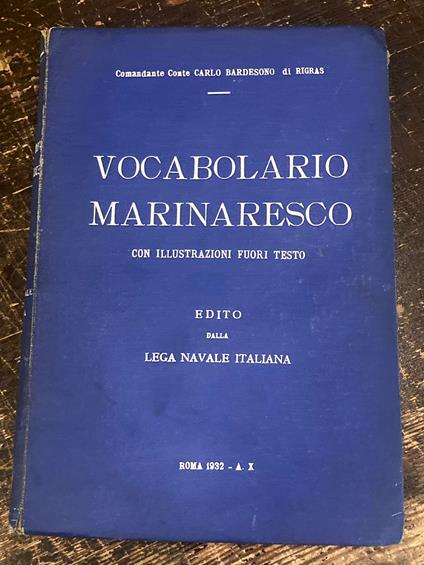 Comandante Conte CARLO BARDESONO di RIGRAS
VOCABOLARIO
MARINARESCO
CON ILLUSTRAZIONI FUORI TESTO
EDITO
DALLA
LEGA NAVALE ITALIANA
ROMA 1932 - A. X